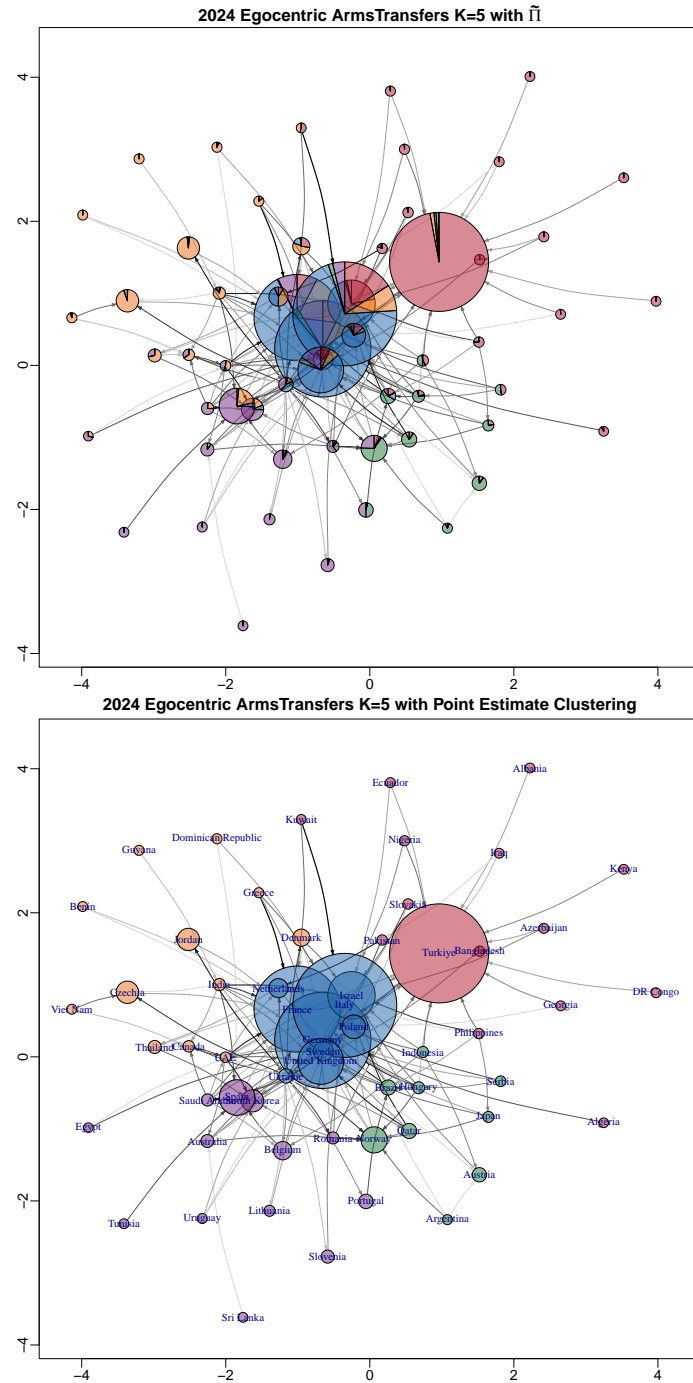 2024 Egocentric ArmsTransfers K=5 with Π̃
4
2
0
−2
−4
−4 −2 0 2 4
2024 Egocentric ArmsTransfers K=5 with Point Estimate Clustering
4
2
0
−2
−4
Albania
Ecuador
Kuwait
Dominican Republic
Nigeria
Guyana
Iraq
Kenya
Greece
Benin
Slovakia
Azerbaijan
Jordan
Denmark
Pakistan
Turkiye
Bangladesh
India
Netherlands
Israel
Czechia
DR Congo
Viet Nam
France
Italy
Georgia
Poland
Philippines
Germany
Thailand
Canada
Sweden
Indonesia
UAE
United Kingdom
Ukraine
Serbia
Brazil
Hungary
Saudi Arabia
Spain
South Korea
Japan
Egypt
Qatar
Algeria
Australia
Romania
Norway
Belgium
Austria
Portugal
Lithuania
Tunisia
Uruguay
Argentina
Slovenia
Sri Lanka
−4 −2 0 2 4